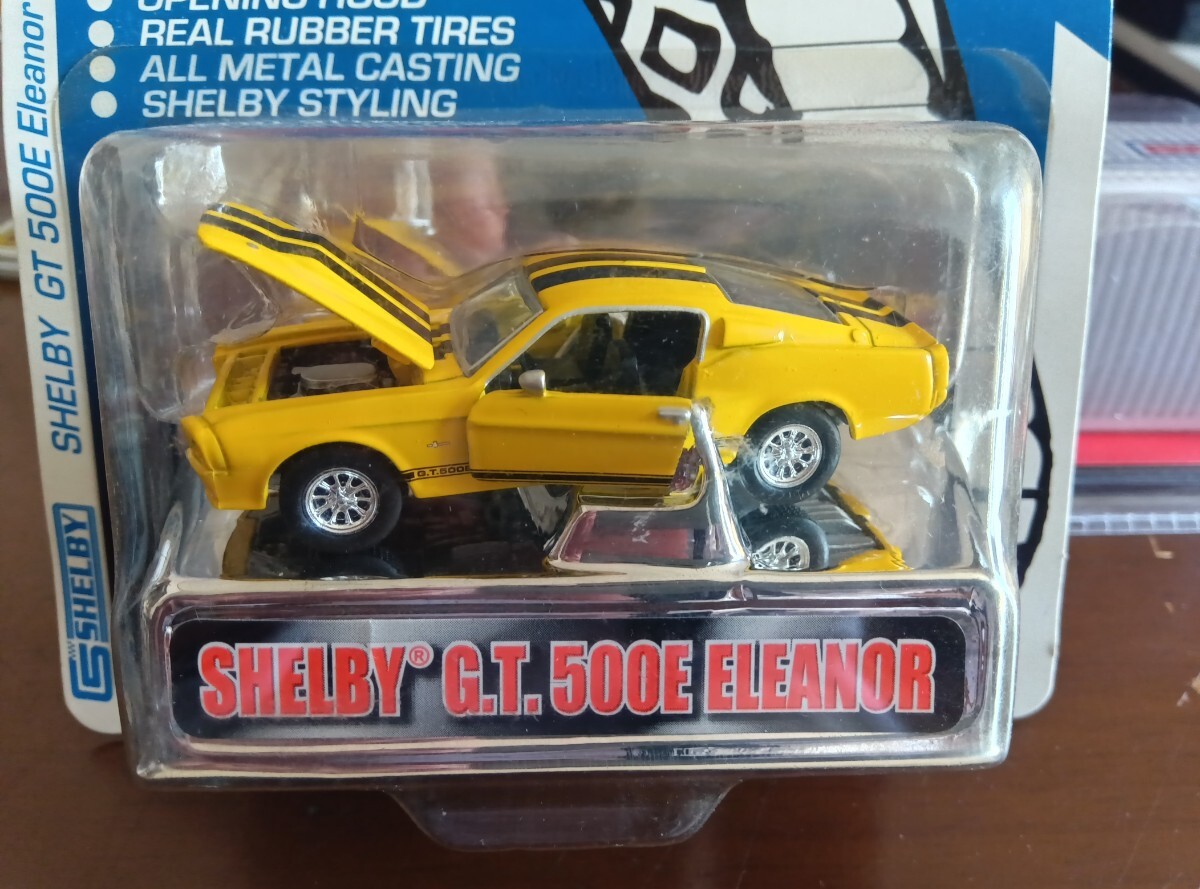 OPENING HOOD
REAL RUBBER TIRES
ALL METAL CASTING
SHELBY STYLING
SHELBY GT 500E Eleanor
SHELBY
G.T.500E
SHELBY® G.T. 500E ELEANOR